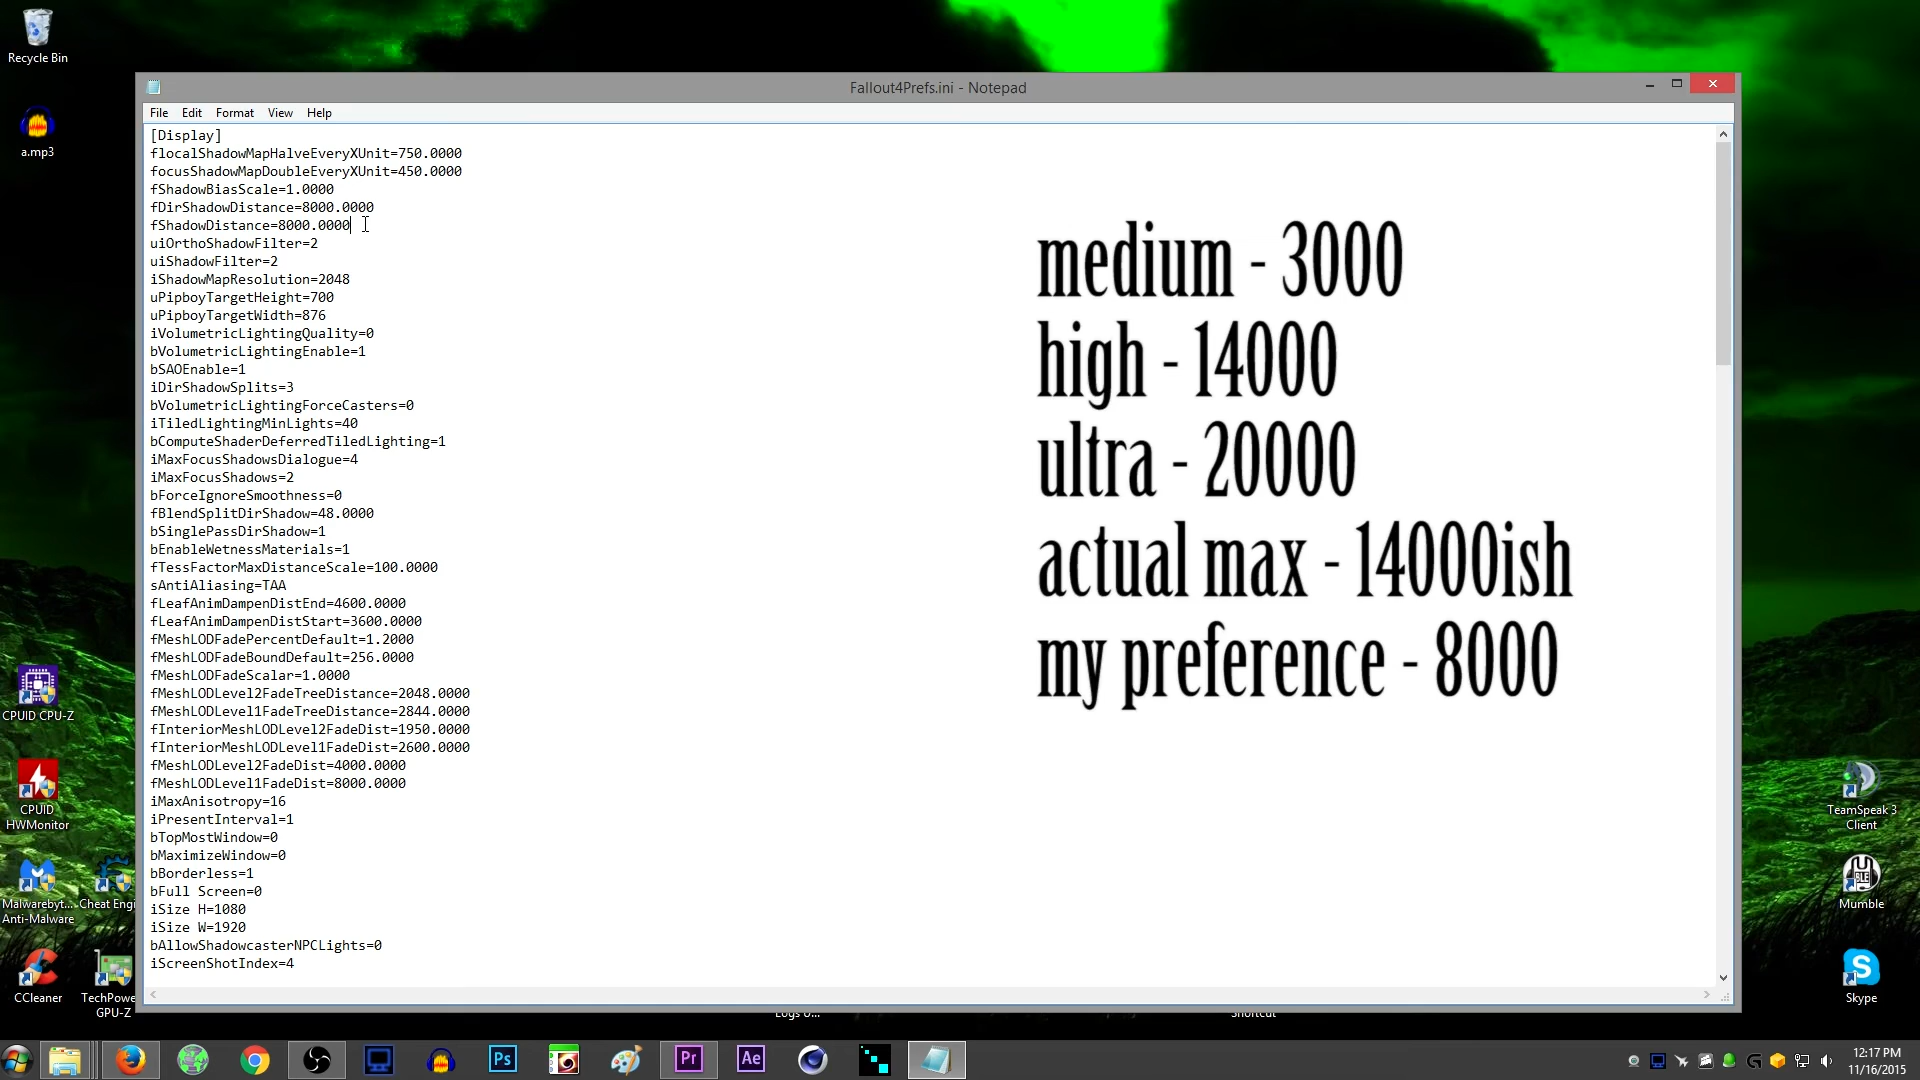 Recycle Bin
a.mp3
Fallout4Prefs.ini - Notepad
File Edit Format View Help
[Display]
flocalShadowMapHalveEveryXUnit=750.0000
focusShadowMapDoubleEveryXUnit=450.0000
fShadowBiasScale=1.0000
fDirShadowDistance=8000.0000
fShadowDistance=8000.0000
uiOrthoShadowFilter=2
uiShadowFilter=2
iShadowMapResolution=2048
uPipboyTargetHeight=700
uPipboyTargetWidth=876
iVolumetricLightingQuality=0
bVolumetricLightingEnable=1
bSAOEnable=1
iDirShadowSplits=3
bVolumetricLightingForceCasters=0
iTiledLightingMinLights=40
bComputeShaderDeferredTiledLighting=1
iMaxFocusShadowsDialogue=4
iMaxFocusShadows=2
bForceIgnoreSmoothness=0
fBlendSplitDirShadow=48.0000
bSinglePassDirShadow=1
bEnableWetnessMaterials=1
fTessFactorMaxDistanceScale=100.0000
sAntiAliasing=TAA
fLeafAnimDampenDistEnd=4600.0000
fLeafAnimDampenDistStart=3600.0000
fMeshLODFadePercentDefault=1.2000
fMeshLODFadeBoundDefault=256.0000
fMeshLODFadeScalar=1.0000
fMeshLODLevel2FadeTreeDistance=2048.0000
fMeshLODLevel1FadeTreeDistance=2844.0000
fInteriorMeshLODLevel2FadeDist=1950.0000
fInteriorMeshLODLevel1FadeDist=2600.0000
fMeshLODLevel2FadeDist=4000.0000
fMeshLODLevel1FadeDist=8000.0000
iMaxAnisotropy=16
iPresentInterval=1
bTopMostWindow=0
bMaximizeWindow=0
bBorderless=1
bFull Screen=0
iSize H=1080
iSize W=1920
bAllowShadowcasterNPCLights=0
iScreenShotIndex=4
medium - 3000
high - 14000
ultra - 20000
actual max - 14000ish
my preference - 8000
CPUID CPU-Z
CPUID
HWMonitor
Malwarebyt...
Anti-Malware
Cheat Engi
CCleaner
TechPowe
GPU-Z
TeamSpeak 3
Client
Mumble
Skype
Ps
Pr
Ae
12:17 PM
11/16/2015